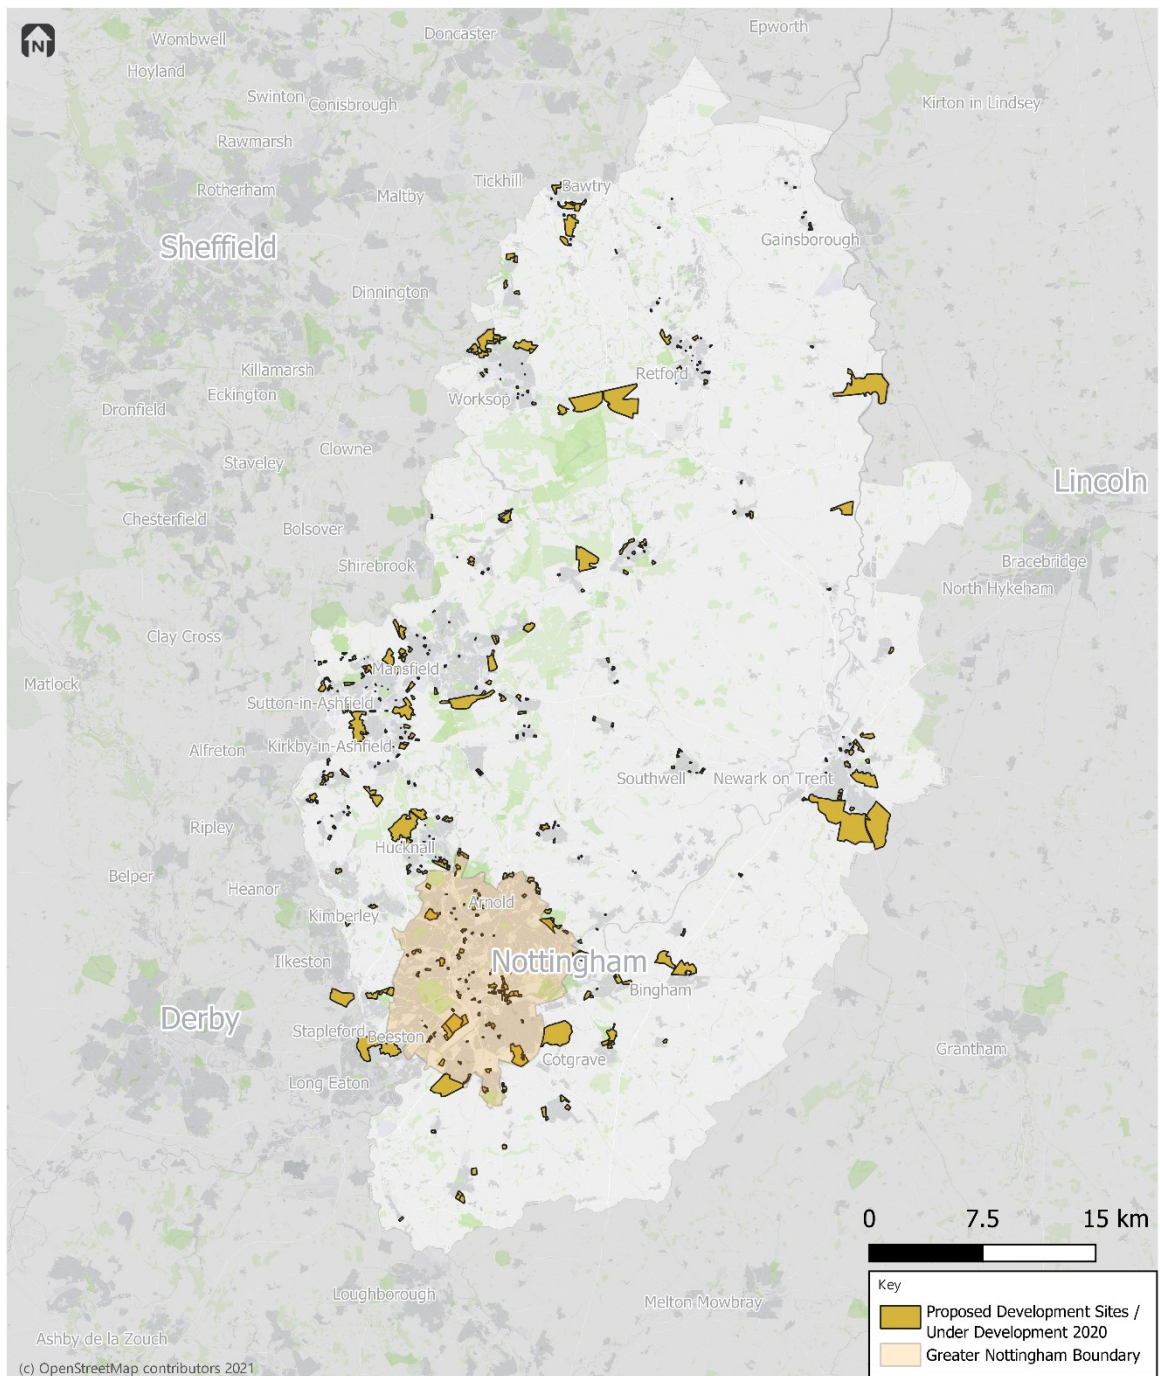 N
Wombwell
Doncaster
Epworth
Hoyland
Swinton
Conisbrough
Kirton in Lindsey
Rawmarsh
Tickhill
Bawtry
Rotherham
Maltby
Sheffield
Gainsborough
Dinnington
Killamarsh
Retford
Eckington
Worksop
Dronfield
Clowne
Staveley
Lincoln
Chesterfield
Bolsover
Bracebridge
Shirebrook
North Hykeham
Clay Cross
Mansfield
Matlock
Sutton-in-Ashfield
Alfreton
Kirkby-in-Ashfield
Southwell
Newark on Trent
Ripley
Hucknall
Belper
Heanor
Arnold
Kimberley
Ilkeston
Nottingham
Bingham
Derby
Stapleford
Beeston
Cotgrave
Grantham
Long Eaton
0 7.5 15 km
Loughborough
Melton Mowbray
Ashby de la Zouch
Key
Proposed Development Sites /
Under Development 2020
Greater Nottingham Boundary
(c) OpenStreetMap contributors 2021